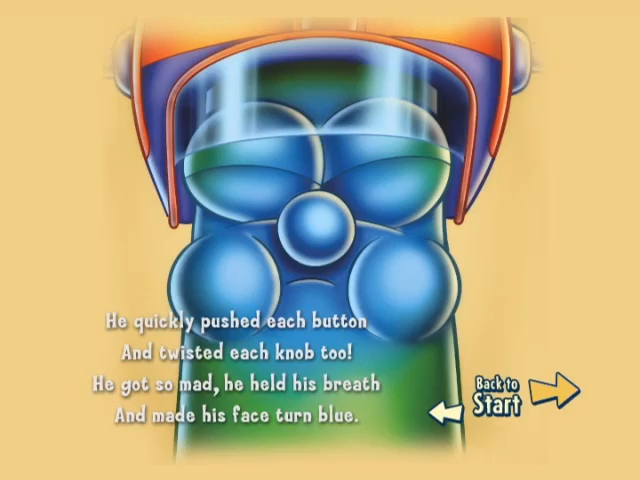 He quickly pushed each button
And twisted each knob too!
He got so mad, he held his breath
And made his face turn blue.
Back to
Start